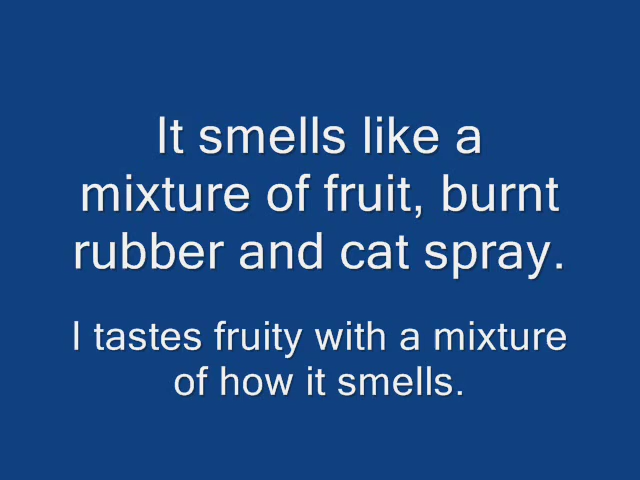 It smells like a
mixture of fruit, burnt
rubber and cat spray.
I tastes fruity with a mixture
of how it smells.